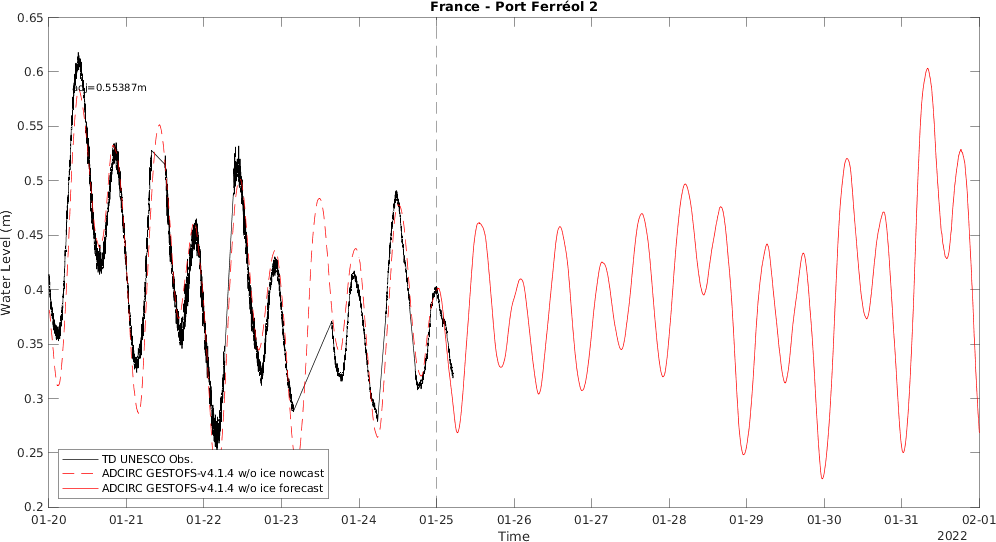 France - Port Ferréol 2
0.65
0.6
0.55
0.5
0.45
0.4
0.35
0.3
0.25
0.2
Water Level (m)
adj=0.55387m
TD UNESCO Obs.
ADCIRC GESTOFS-v4.1.4 w/o ice nowcast
ADCIRC GESTOFS-v4.1.4 w/o ice forecast
01-20 01-21 01-22 01-23 01-24 01-25 01-26 01-27 01-28 01-29 01-30 01-31 02-01
Time
2022